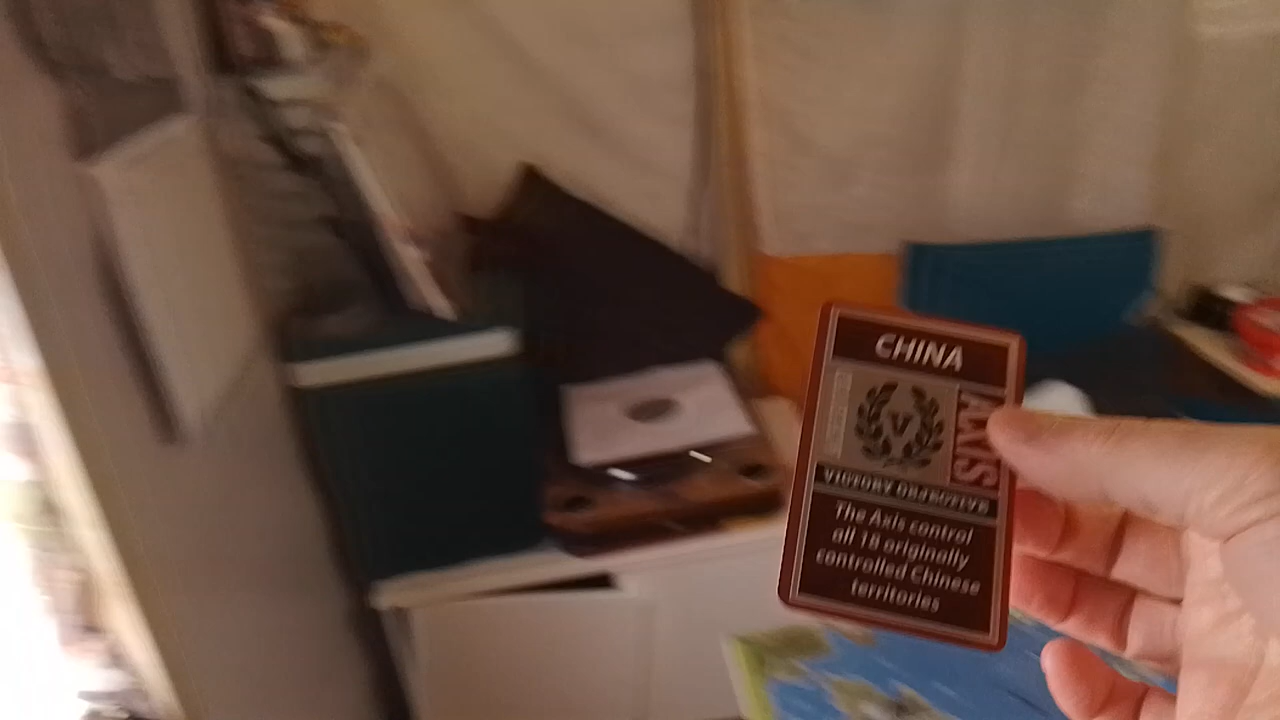 CHINA
V
AXIS
VICTORY OBJECTIVE
The Axis control
all 18 originally
controlled Chinese
territories